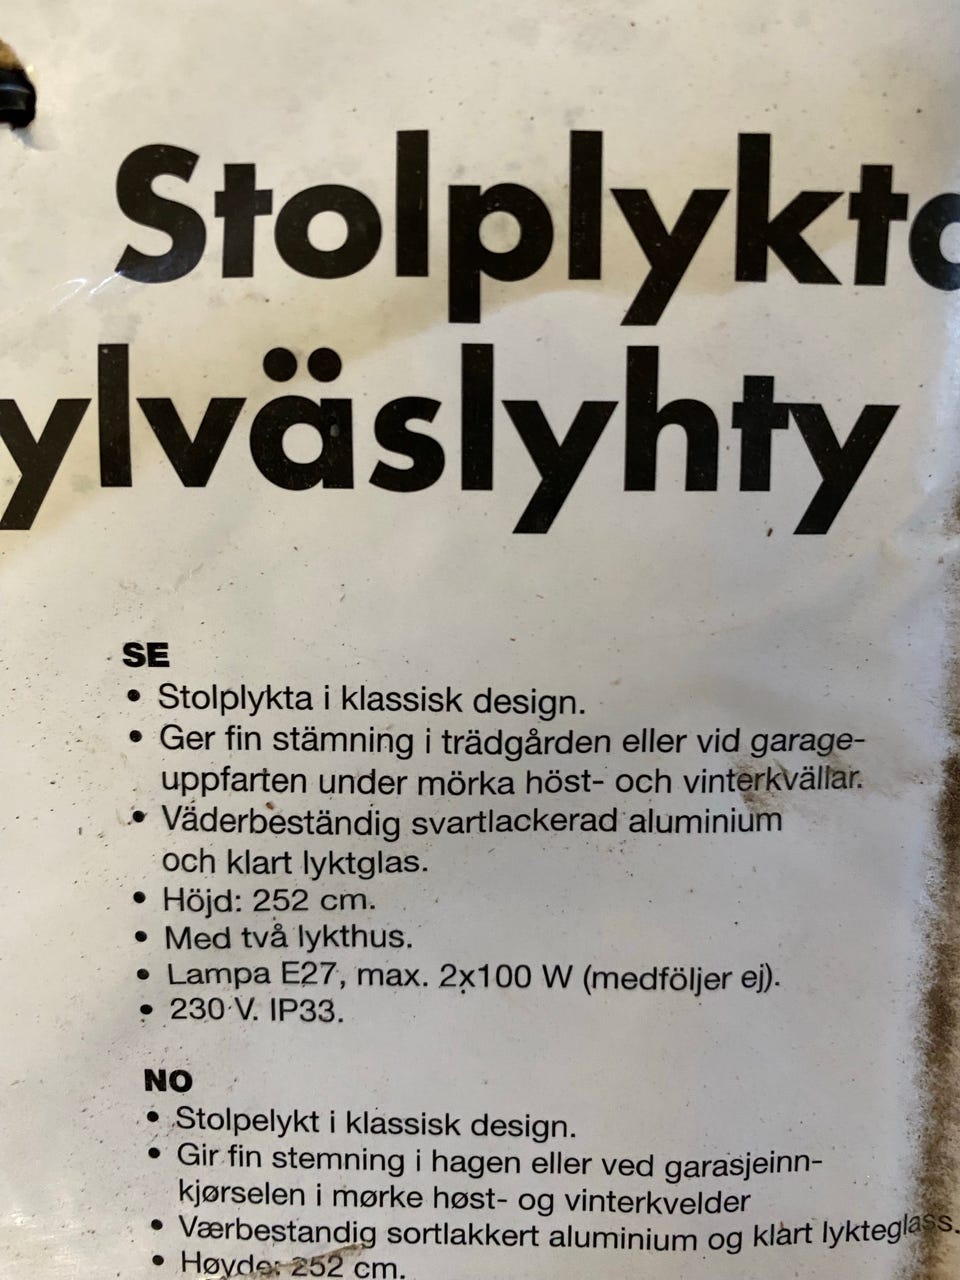 Stolplykta
ylväslyhty
SE
• Stolplykta i klassisk design.
• Ger fin stämning i trädgården eller vid garage-
uppfarten under mörka höst- och vinterkvällar.
• Väderbeständig svartlackerad aluminium
och klart lyktglas.
• Höjd: 252 cm.
• Med två lykthus.
• Lampa E27, max. 2x100 W (medföljer ej).
• 230 V. IP33.
NO
• Stolpelykt i klassisk design.
• Gir fin stemning i hagen eller ved garasjeinn-
kjørselen i mørke høst- og vinterkvelder
• Værbestandig sortlakkert aluminium og klart lykteglass.
• Høyde: 252 cm.